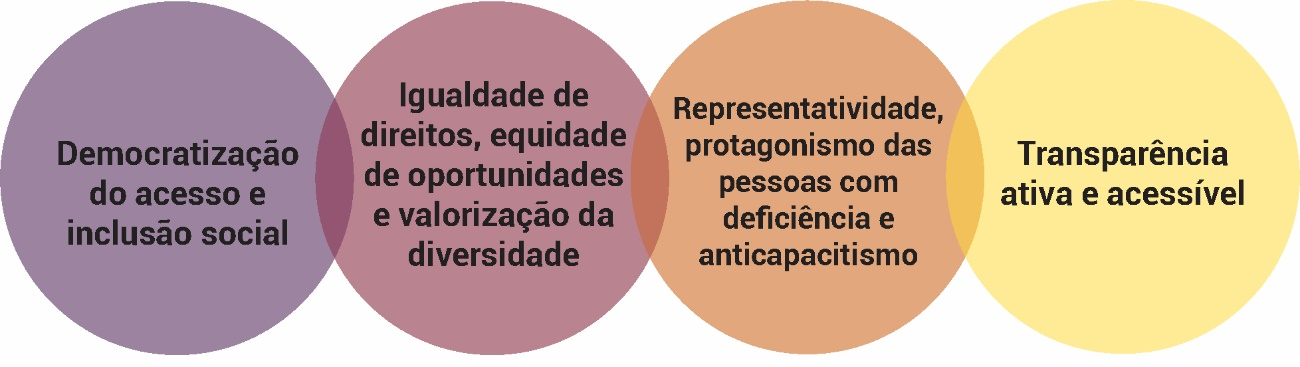 Democratização
do acesso e
inclusão social
Igualdade de
direitos, equidade
de oportunidades
e valorização da
diversidade
Representatividade,
protagonismo das
pessoas com
deficiência e
anticapacitismo
Transparência
ativa e acessível